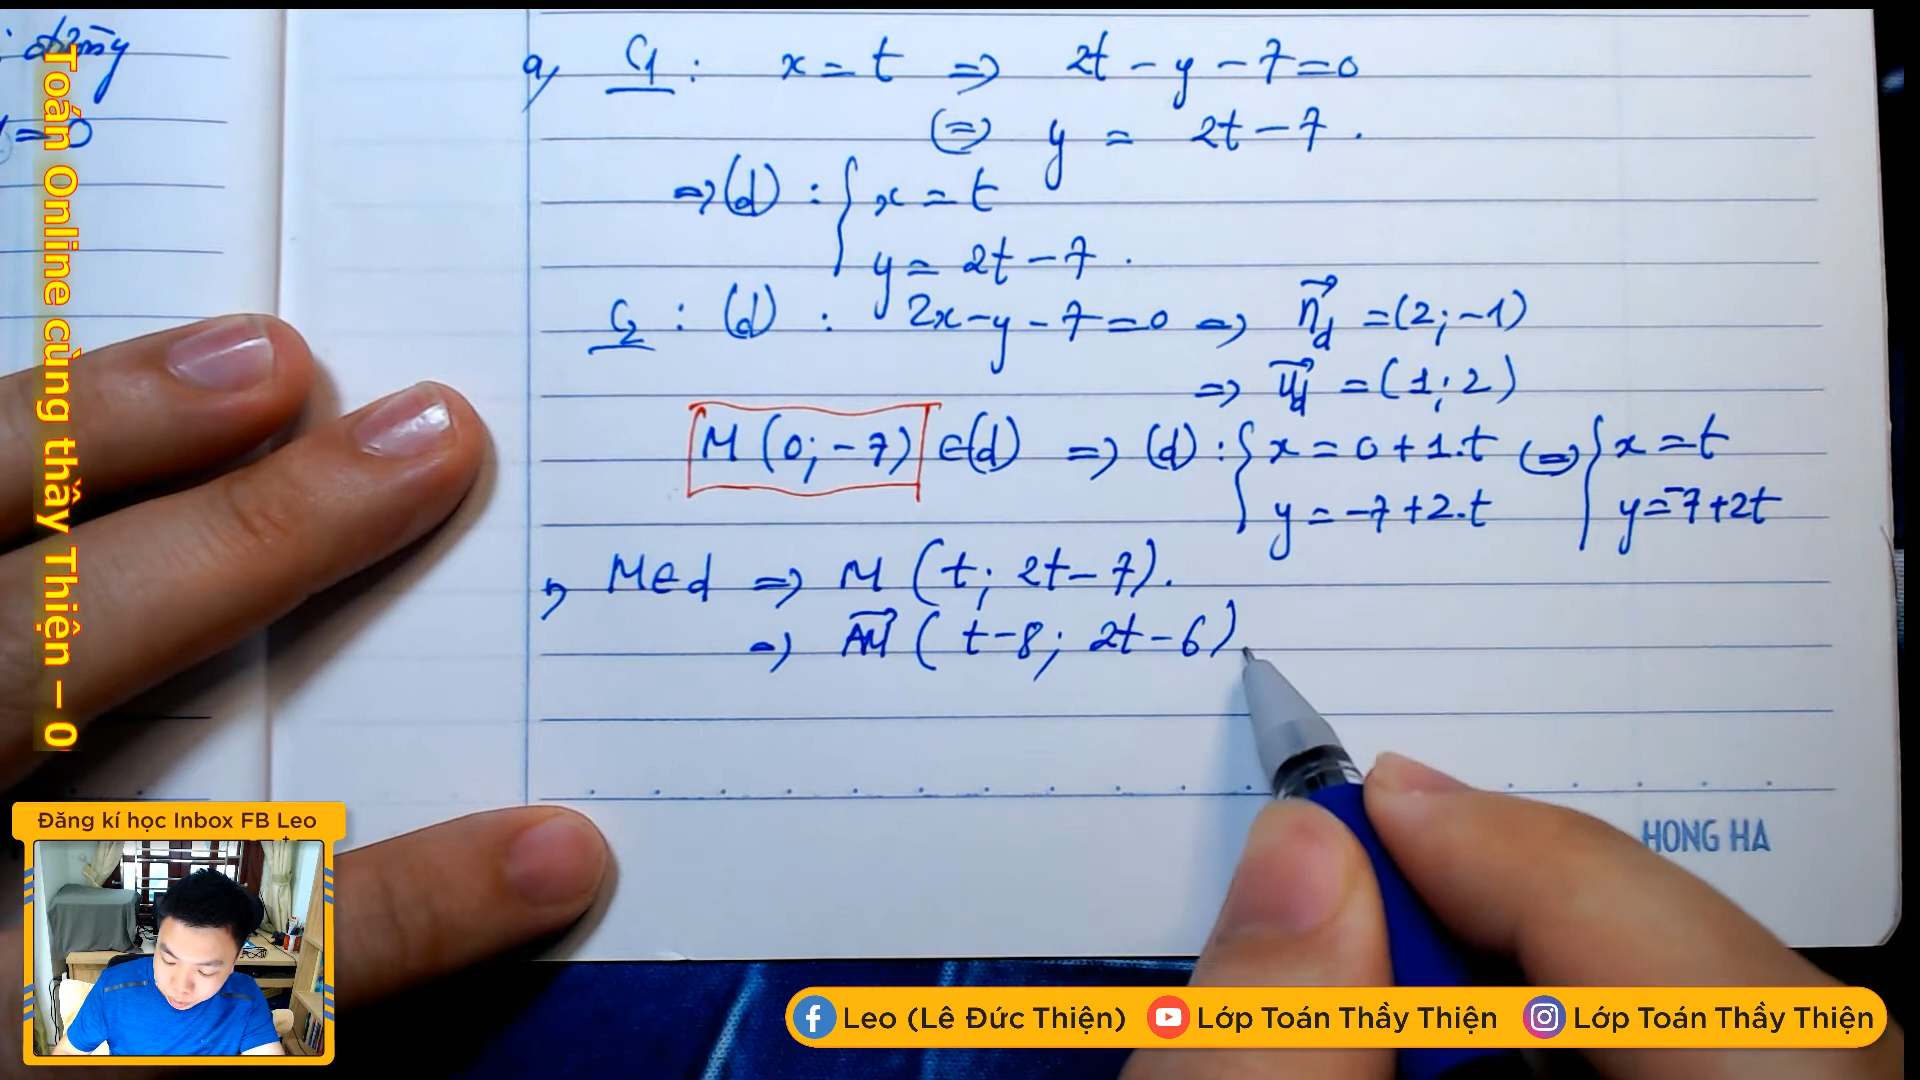 : đường
= 0
Toán Online cùng thầy Thiện – 0
a, C1 : x = t => 2t - y - 7 = 0
<=> y = 2t - 7 .
=> (d) : { x = t
y = 2t - 7 .
C2 : (d) : 2x - y - 7 = 0 => n⃗d = (2; -1)
=> u⃗d = (1; 2)
M (0; -7) ∈ (d) => (d) : { x = 0 + 1.t <=> { x = t
y = -7 + 2.t y = -7 + 2t
M ∈ d => M (t; 2t - 7).
=> AM⃗ (t - 8; 2t - 6)
HONG HA
Đăng kí học Inbox FB Leo
Leo (Lê Đức Thiện) Lớp Toán Thầy Thiện Lớp Toán Thầy Thiện